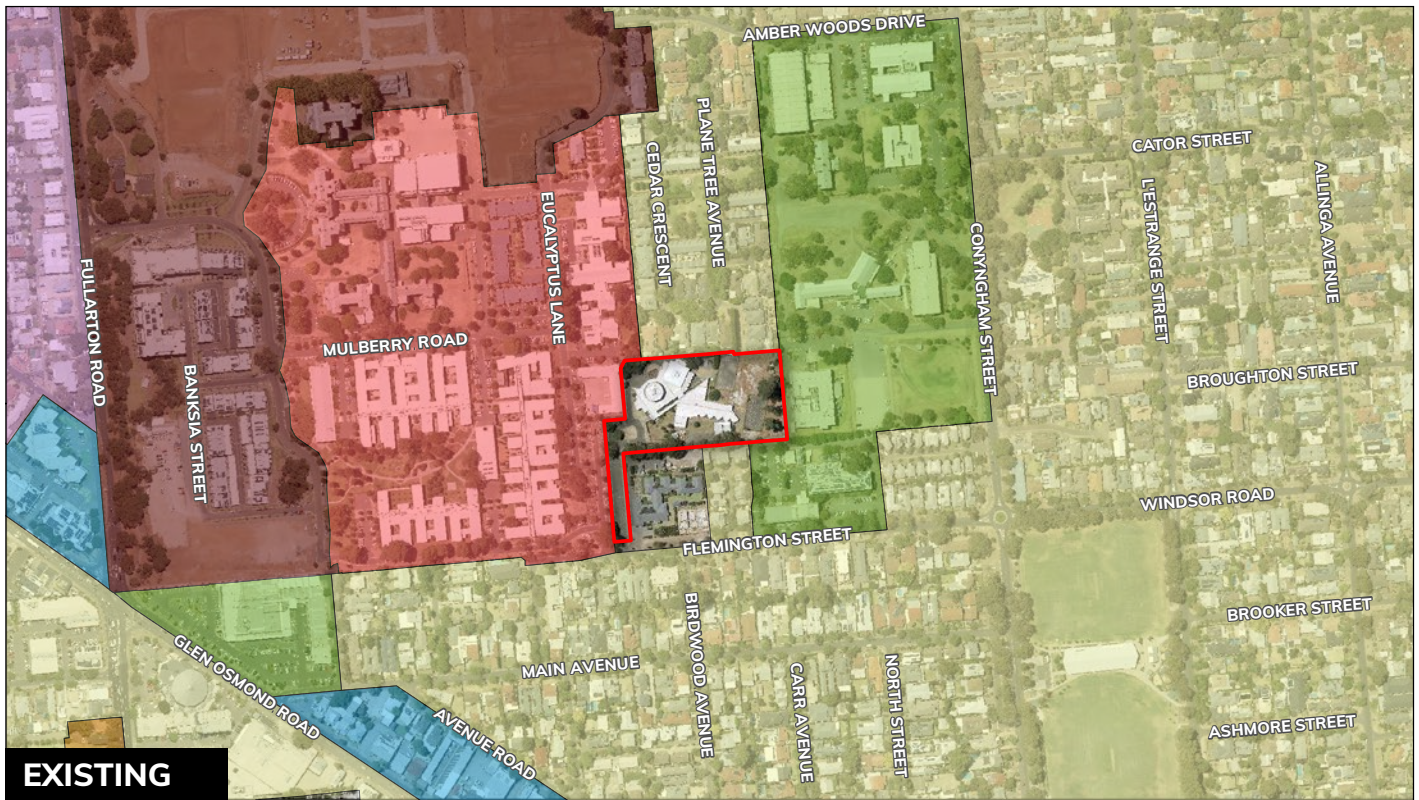 AMBER WOODS DRIVE
PLANE TREE AVENUE
CATOR STREET
CEDAR CRESCENT
ALLINGA AVENUE
L'ESTRANGE STREET
EUCALYPTUS LANE
CONYNGHAM STREET
FULLARTON ROAD
MULBERRY ROAD
BROUGHTON STREET
BANKSIA STREET
WINDSOR ROAD
FLEMINGTON STREET
BIRDWOOD AVENUE
BROOKER STREET
GLEN OSMOND ROAD
MAIN AVENUE
CARR AVENUE
NORTH STREET
AVENUE ROAD
ASHMORE STREET
EXISTING